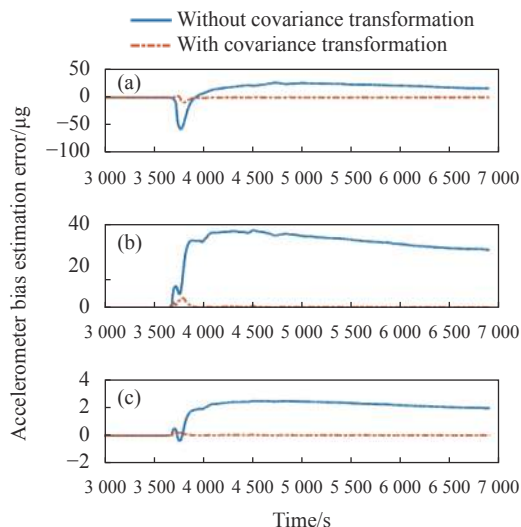 Without covariance transformation
With covariance transformation
Accelerometer bias estimation error/μg
(a)
50
0
−50
−100
3 000 3 500 4 000 4 500 5 000 5 500 6 000 6 500 7 000
(b)
40
20
0
3 000 3 500 4 000 4 500 5 000 5 500 6 000 6 500 7 000
(c)
4
2
0
−2
3 000 3 500 4 000 4 500 5 000 5 500 6 000 6 500 7 000
Time/s